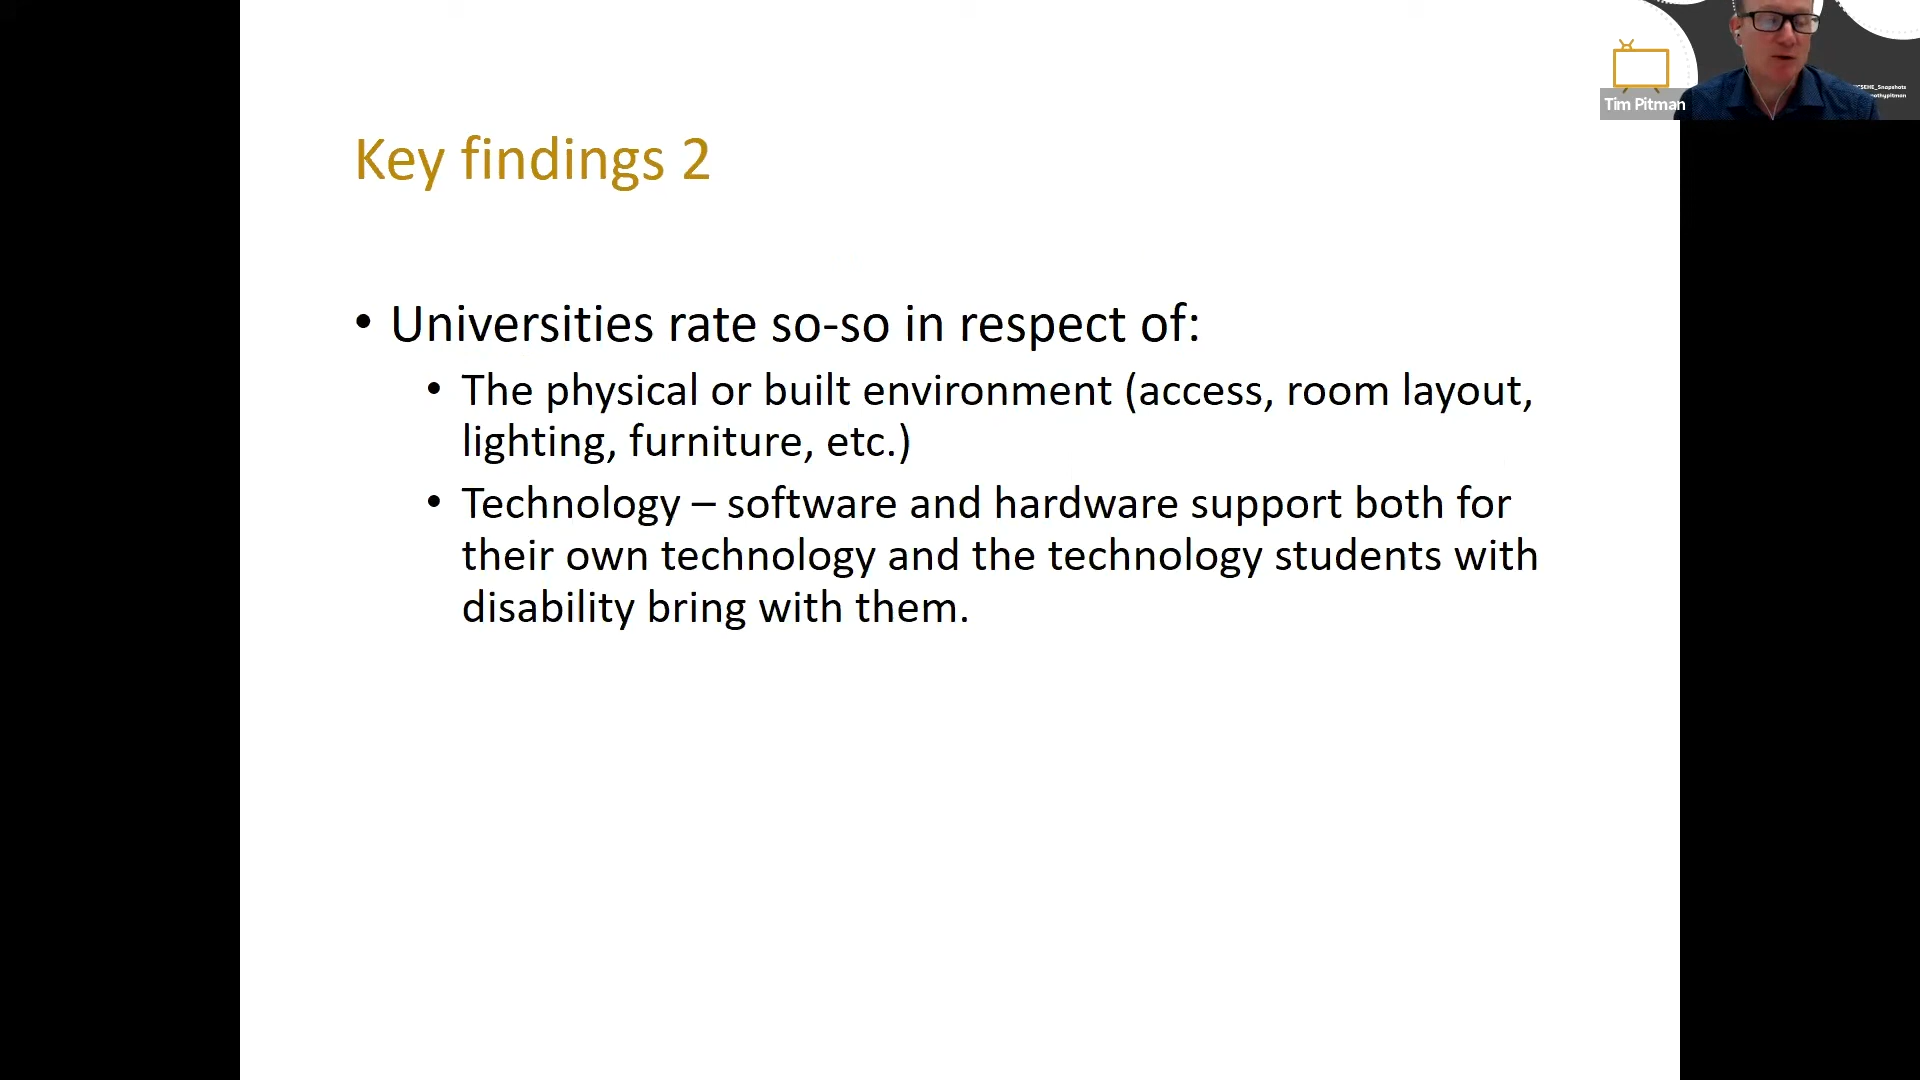 Tim Pitman
Key findings 2
• Universities rate so-so in respect of:
• The physical or built environment (access, room layout,
lighting, furniture, etc.)
• Technology – software and hardware support both for
their own technology and the technology students with
disability bring with them.